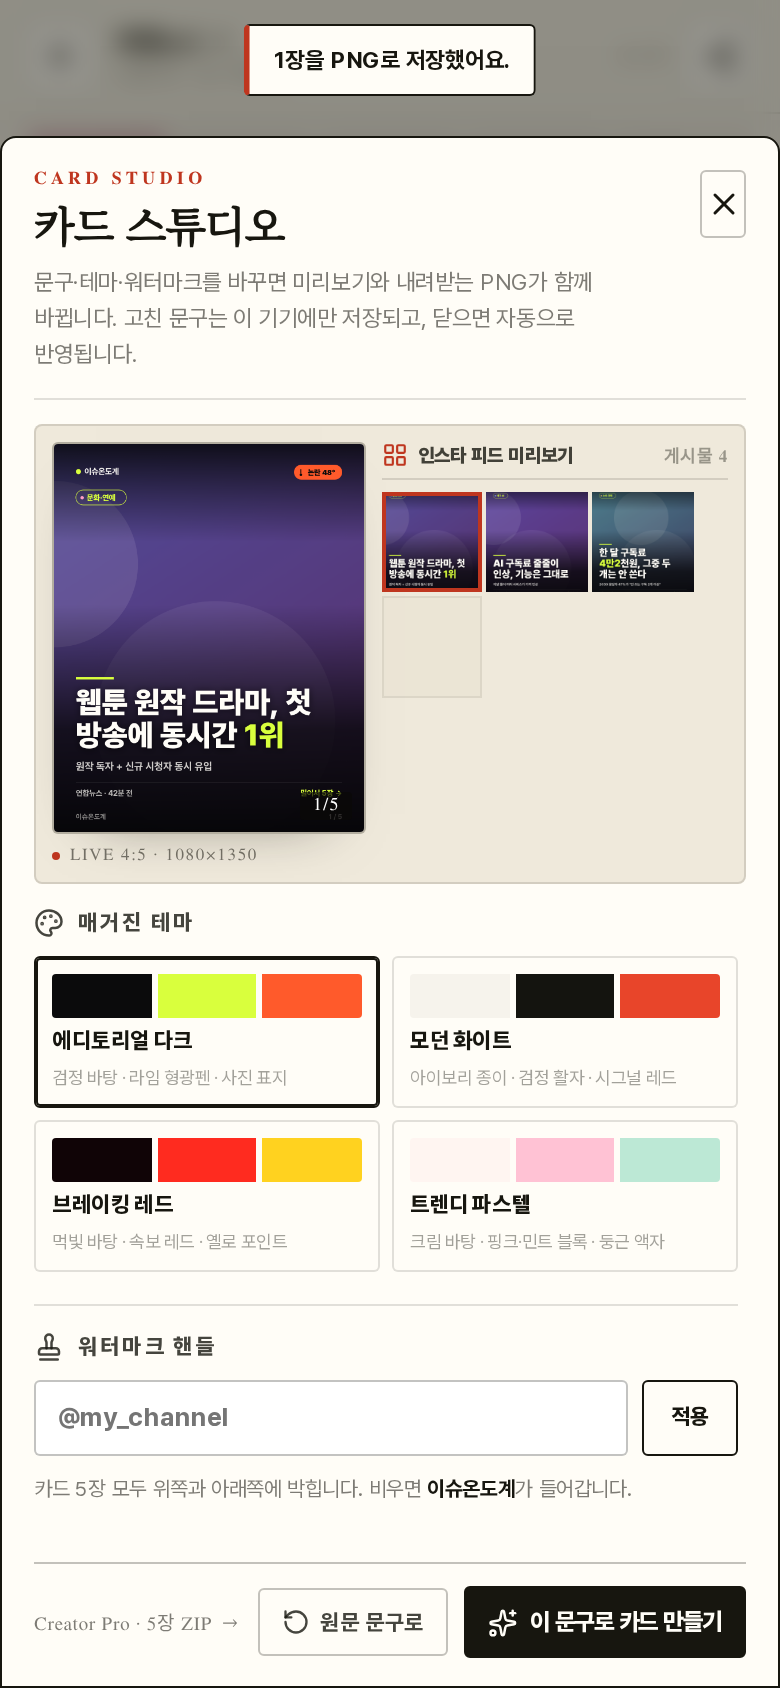 1장을 PNG로 저장했어요.
CARD STUDIO
카드 스튜디오
문구·테마·워터마크를 바꾸면 미리보기와 내려받는 PNG가 함께
바뀝니다. 고친 문구는 이 기기에만 저장되고, 닫으면 자동으로
반영됩니다.
이슈온도계
논판 48°
문화·연예
웹툰 원작 드라마, 첫
방송에 동시간 1위
원작 독자 + 신규 시청자 동시 유입
연합뉴스 · 42분 전
밀어서 5장 →
1/5
이슈온도계
1 / 5
LIVE 4:5 · 1080×1350
인스타 피드 미리보기
게시물 4
웹툰 원작 드라마, 첫
방송에 동시간 1위
AI 구독료 줄줄이
인상, 기능은 그대로
한 달 구독료
4만2천원, 그중 두
개는 안 쓴다
매거진 테마
에디토리얼 다크
검정 바탕 · 라임 형광펜 · 사진 표지
모던 화이트
아이보리 종이 · 검정 활자 · 시그널 레드
브레이킹 레드
먹빛 바탕 · 속보 레드 · 옐로 포인트
트렌디 파스텔
크림 바탕 · 핑크·민트 블록 · 둥근 액자
워터마크 핸들
@my_channel
적용
카드 5장 모두 위쪽과 아래쪽에 박힙니다. 비우면 이슈온도계가 들어갑니다.
Creator Pro · 5장 ZIP →
원문 문구로
이 문구로 카드 만들기